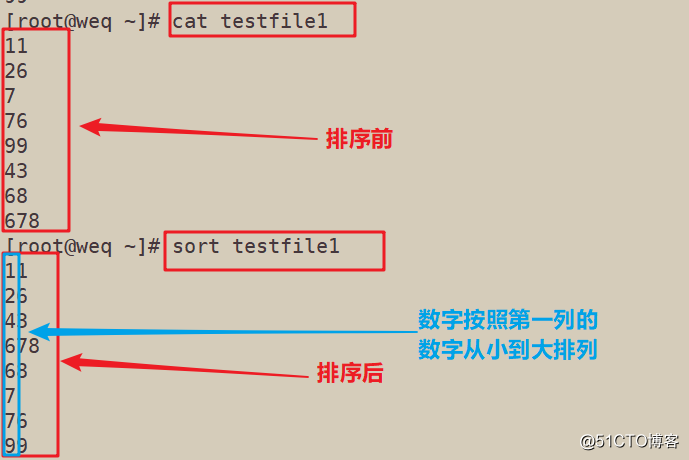 [root@weq ~]# cat testfile1
11
26
7
76
99
43
68
678
排序前
[root@weq ~]# sort testfile1
11
26
43
678
68
7
76
99
数字按照第一列的
数字从小到大排列
排序后
@51CTO博客